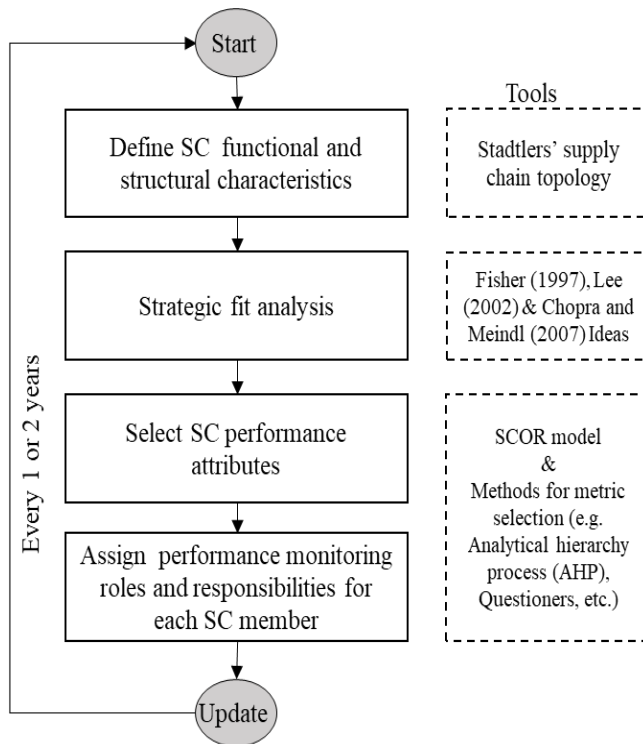 Start
Tools
Define SC functional and
structural characteristics
Stadtlers’ supply
chain topology
Strategic fit analysis
Fisher (1997), Lee
(2002) & Chopra and
Meindl (2007) Ideas
Select SC performance
attributes
SCOR model
&
Methods for metric
selection (e.g.
Analytical hierarchy
process (AHP),
Questioners, etc.)
Assign performance monitoring
roles and responsibilities for
each SC member
Update
Every 1 or 2 years